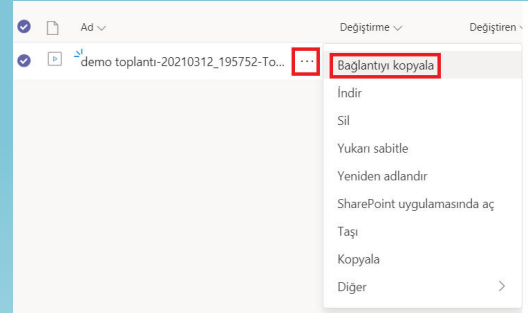 Ad Değiştirme Değiştiren
demo toplantı-20210312_195752-To... ...
Bağlantıyı kopyala
İndir
Sil
Yukarı sabitle
Yeniden adlandır
SharePoint uygulamasında aç
Taşı
Kopyala
Diğer